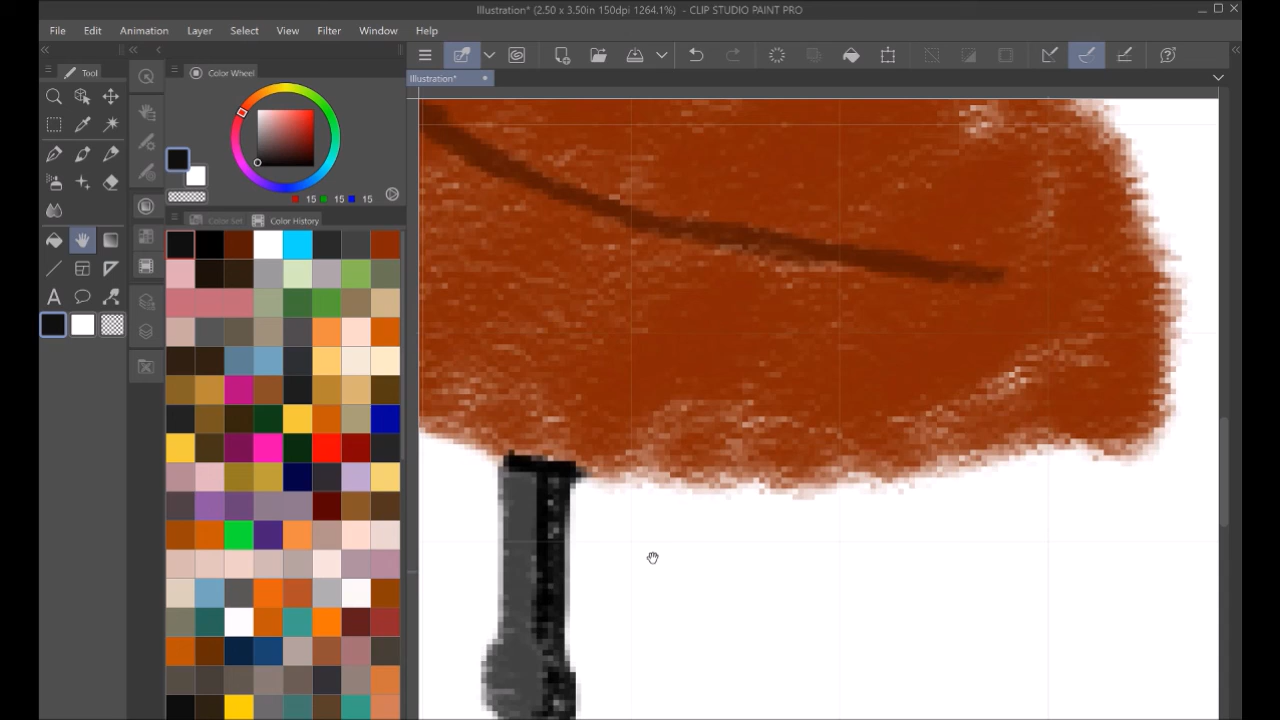 Illustration* (2.50 x 3.50in 150dpi 1264.1%) - CLIP STUDIO PAINT PRO
File Edit Animation Layer Select View Filter Window Help
Tool
Color Wheel
Illustration*
15 15 15
Color Set Color History
A